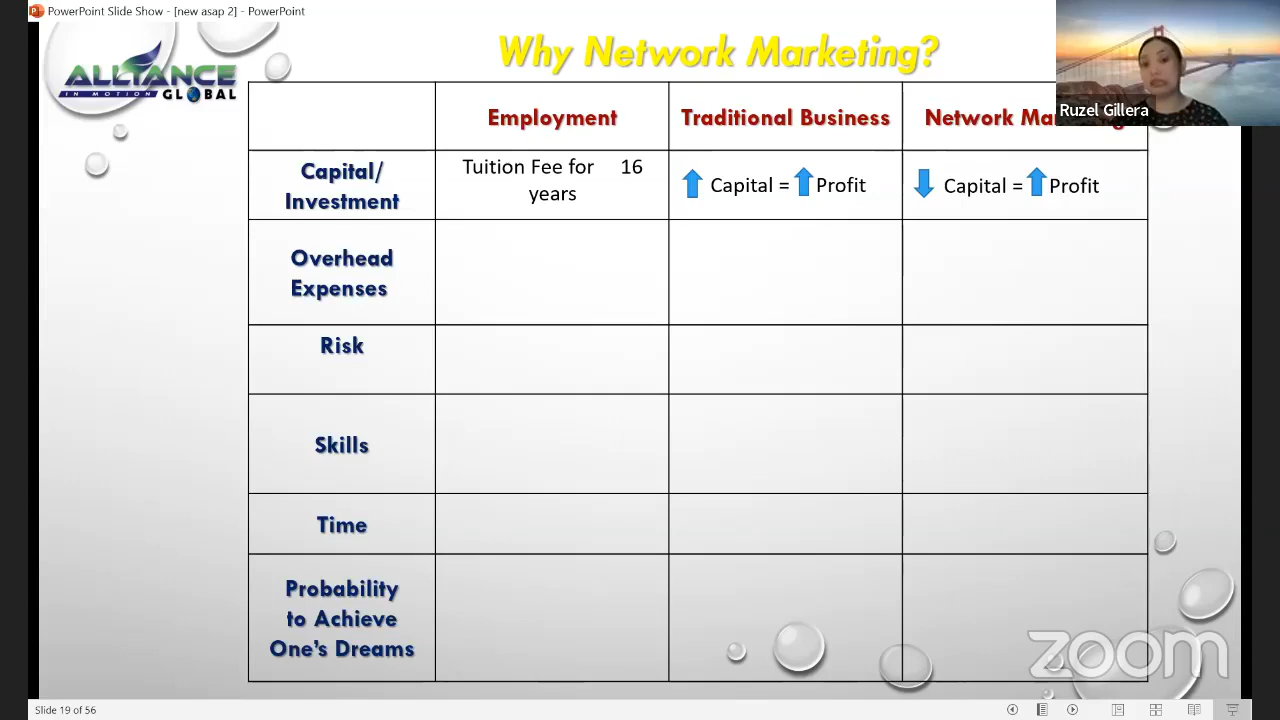 PowerPoint Slide Show - [new asap 2] - PowerPoint
ALLIANCE
IN MOTION GLOBAL
Why Network Marketing?
Ruzel Gillera
Employment Traditional Business Network
Capital/
Investment
Tuition Fee for 16
years
Capital = Profit
Capital = Profit
Overhead
Expenses
Risk
Skills
Time
Probability
to Achieve
One's Dreams
zoom
Slide 19 of 56